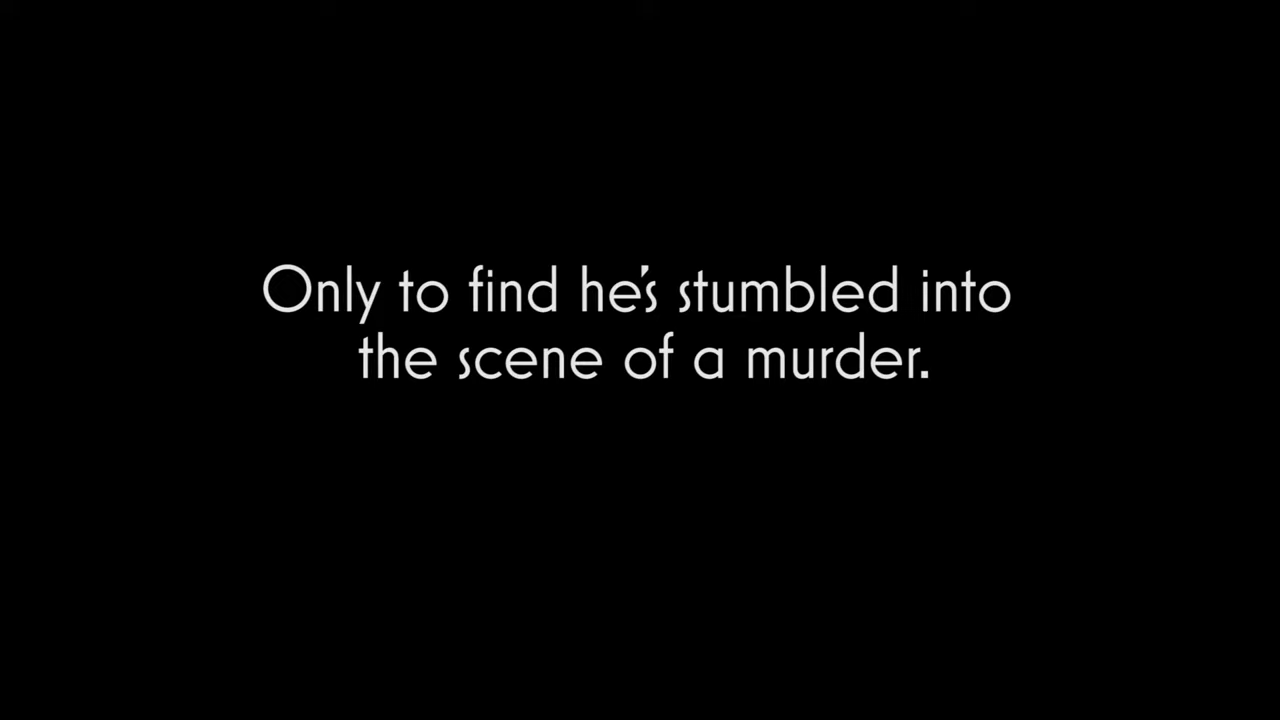 Only to find he's stumbled into
the scene of a murder.